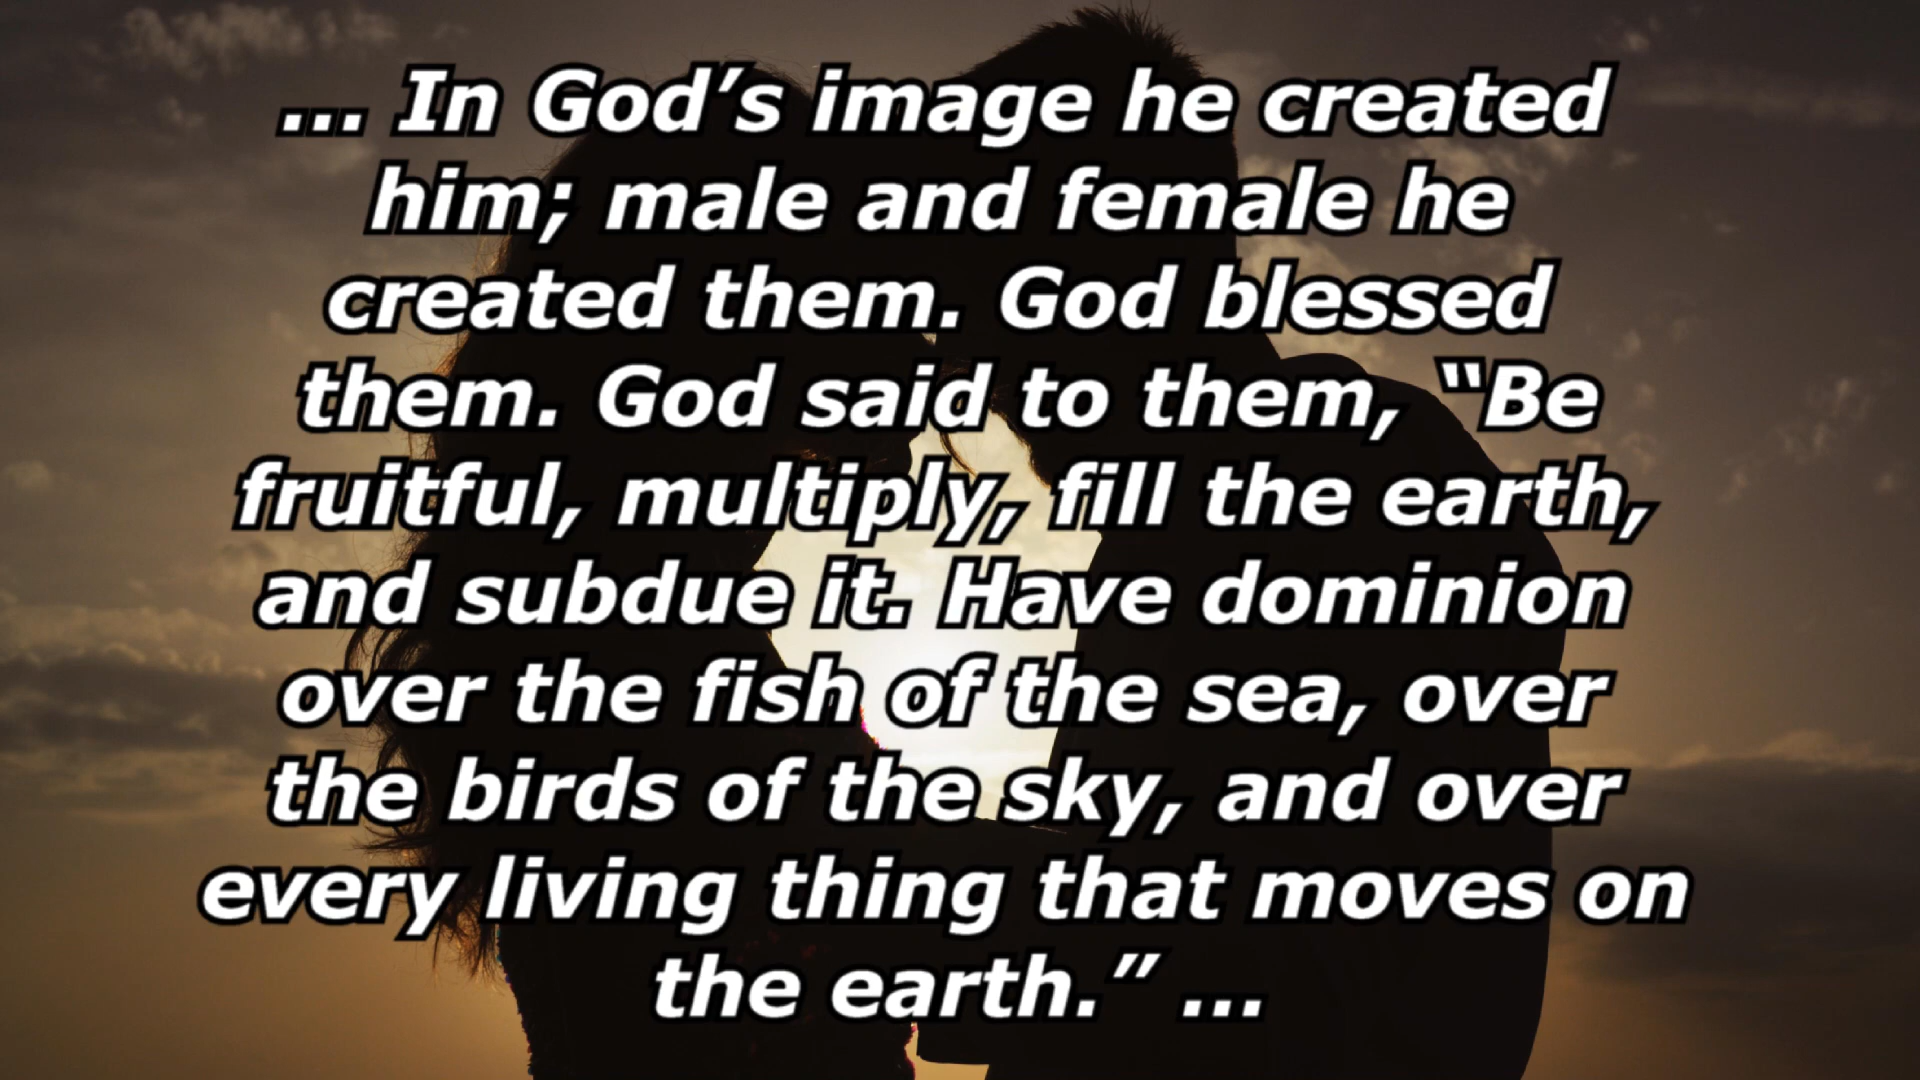 ... In God’s image he created
him; male and female he
created them. God blessed
them. God said to them, “Be
fruitful, multiply, fill the earth,
and subdue it. Have dominion
over the fish of the sea, over
the birds of the sky, and over
every living thing that moves on
the earth.” ...